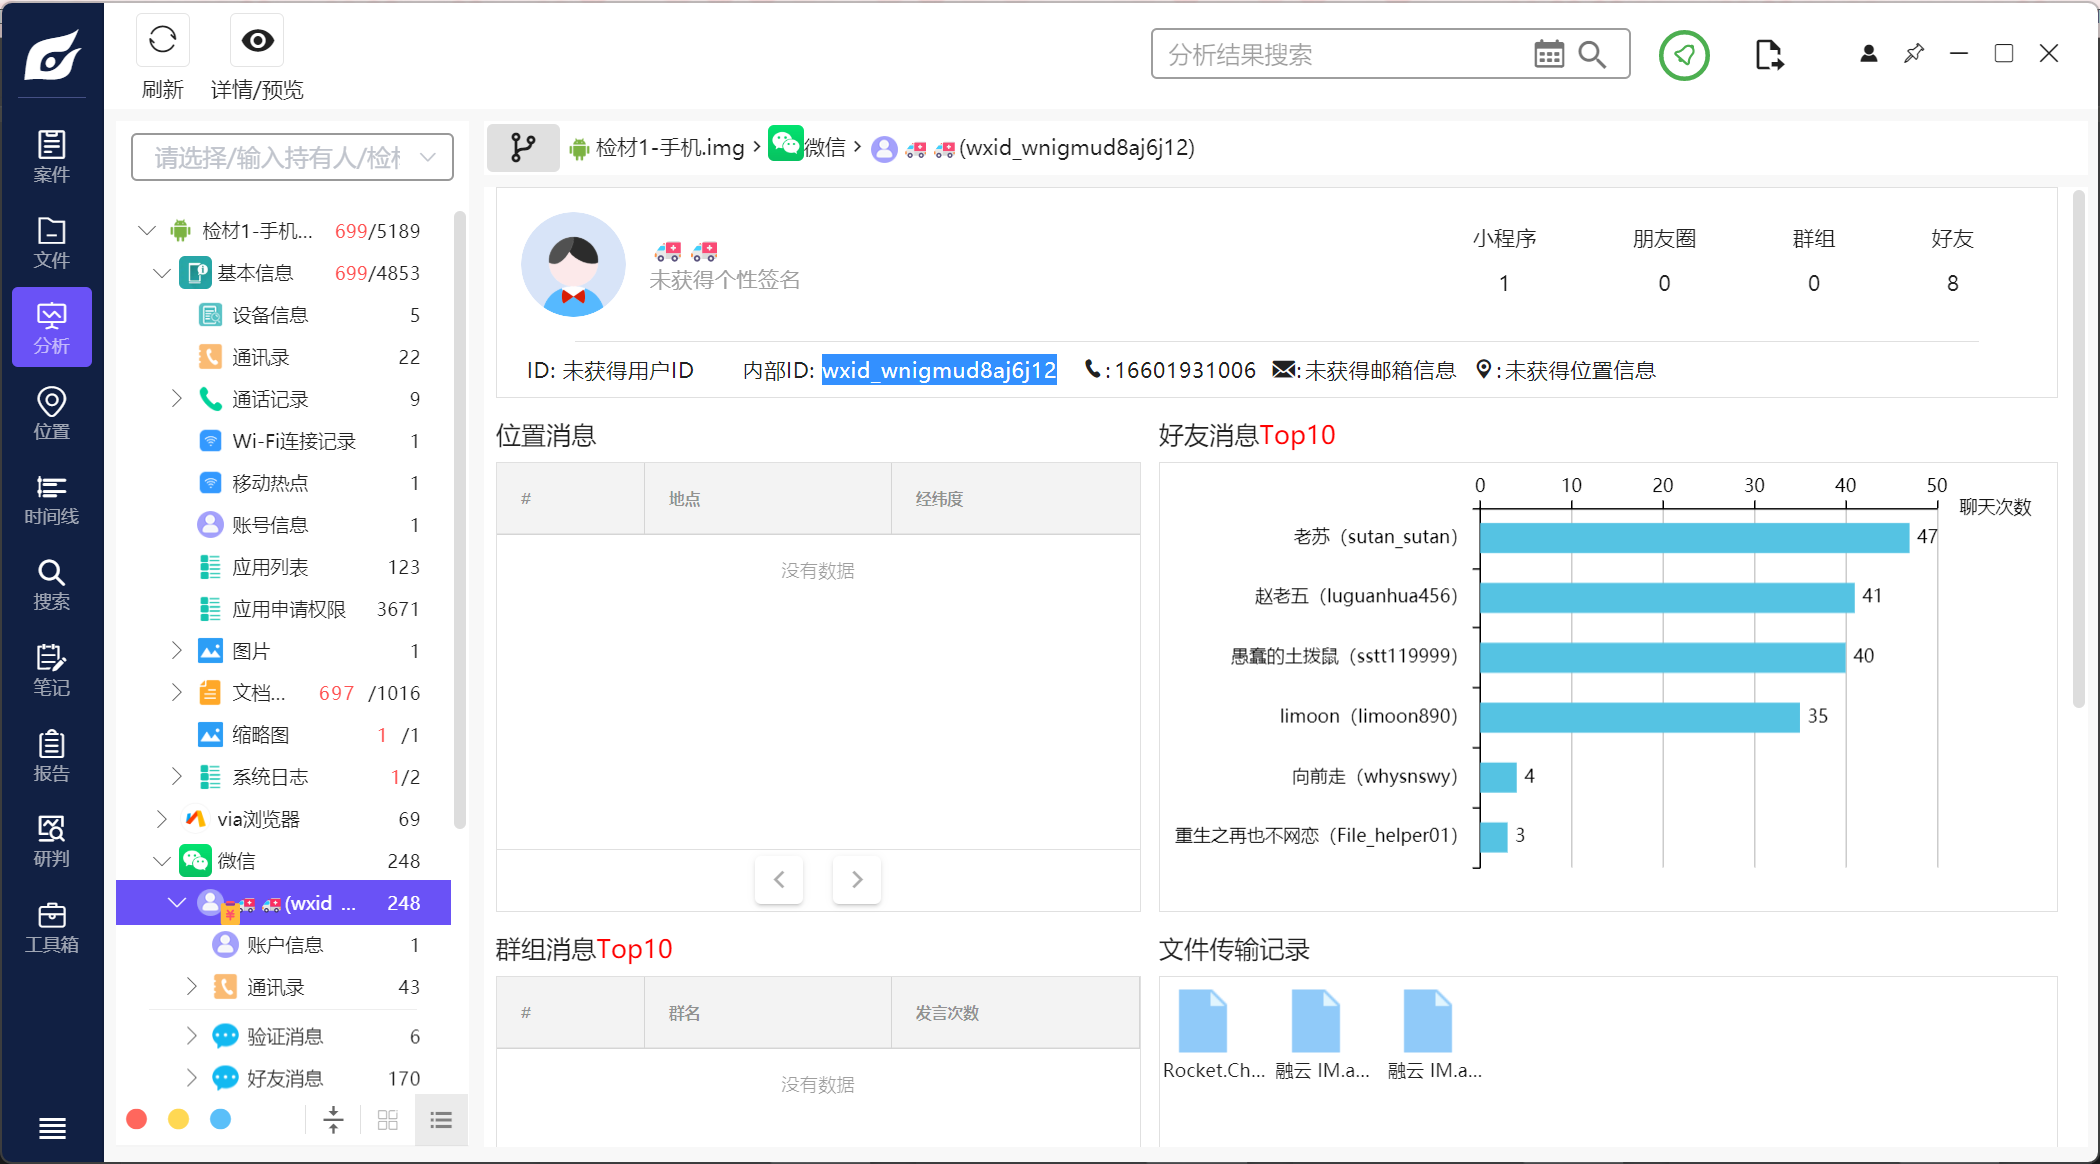 刷新
详情/预览
分析结果搜索
案件
文件
分析
位置
时间线
搜索
笔记
报告
研判
工具箱
请选择/输入持有人/检材
检材1-手机... 699/5189
基本信息 699/4853
设备信息 5
通讯录 22
通话记录 9
Wi-Fi连接记录 1
移动热点 1
账号信息 1
应用列表 123
应用申请权限 3671
图片 1
文档... 697 /1016
缩略图 1 /1
系统日志 1/2
via浏览器 69
微信 248
(wxid_... 248
账户信息 1
通讯录 43
验证消息 6
好友消息 170
检材1-手机.img > 微信 > (wxid_wnigmud8aj6j12)
未获得个性签名
小程序 朋友圈 群组 好友
1 0 0 8
ID: 未获得用户ID 内部ID: wxid_wnigmud8aj6j12 :16601931006 :未获得邮箱信息 :未获得位置信息
位置消息
# 地点 经纬度
没有数据
好友消息Top10
0 10 20 30 40 50
聊天次数
老苏（sutan_sutan） 47
赵老五（luguanhua456） 41
愚蠢的土拨鼠（sstt119999） 40
limoon（limoon890） 35
向前走（whysnswy） 4
重生之再也不网恋（File_helper01） 3
群组消息Top10
# 群名 发言次数
没有数据
文件传输记录
Rocket.Ch... 融云 IM.a... 融云 IM.a...